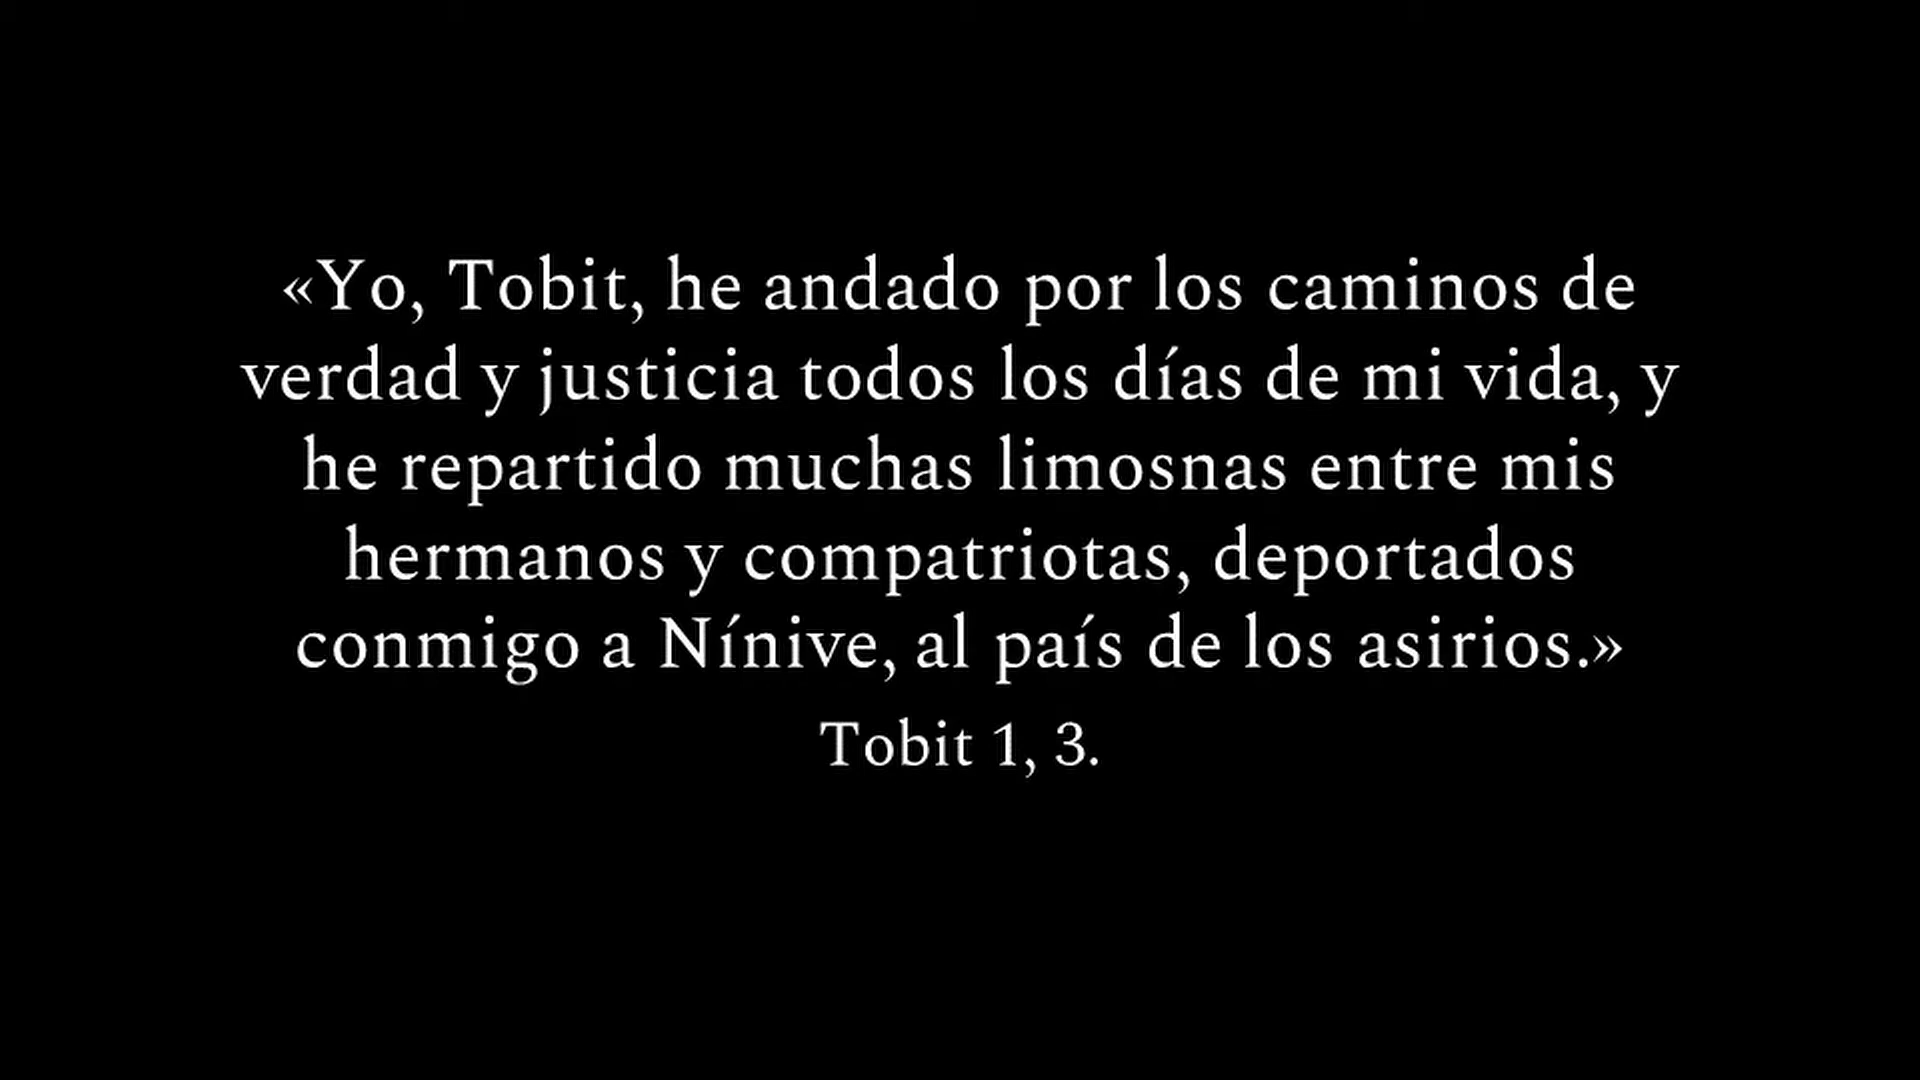 «Yo, Tobit, he andado por los caminos de
verdad y justicia todos los días de mi vida, y
he repartido muchas limosnas entre mis
hermanos y compatriotas, deportados
conmigo a Nínive, al país de los asirios.»
Tobit 1, 3.